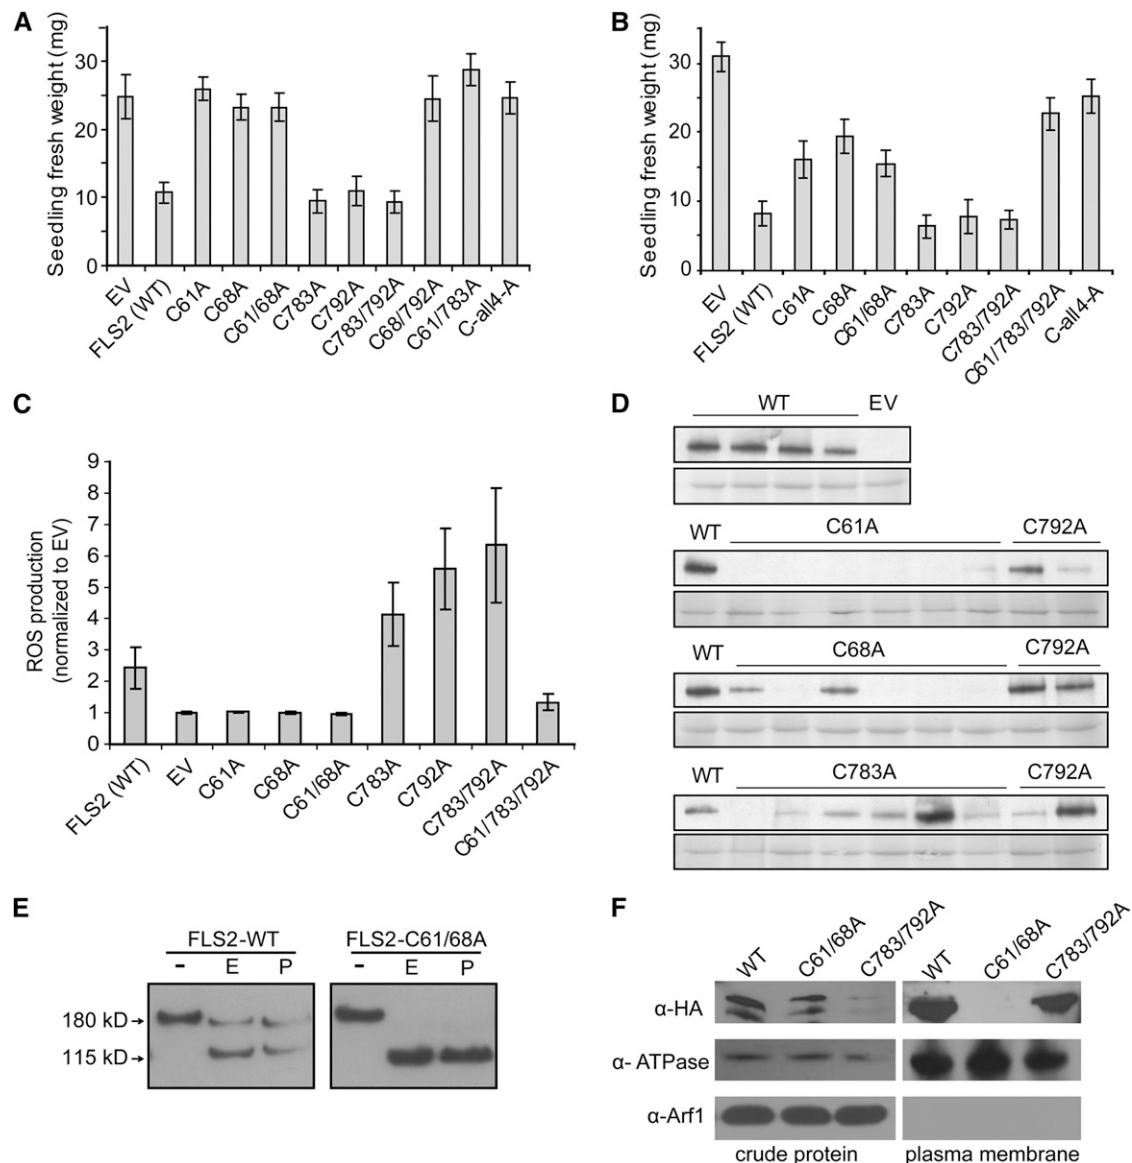 A
Seedling fresh weight (mg)
30
20
10
0
EV
FLS2 (WT)
C61A
C68A
C61/68A
C783A
C792A
C783/792A
C68/792A
C61/783A
C-all4-A
B
Seedling fresh weight (mg)
30
20
10
0
EV
FLS2 (WT)
C61A
C68A
C61/68A
C783A
C792A
C783/792A
C61/783/792A
C-all4-A
C
ROS production
(normalized to EV)
9
8
7
6
5
4
3
2
1
0
FLS2 (WT)
EV
C61A
C68A
C61/68A
C783A
C792A
C783/792A
C61/783/792A
D
WT EV
WT C61A C792A
WT C68A C792A
WT C783A C792A
E
FLS2-WT FLS2-C61/68A
- E P - E P
180 kD
115 kD
F
WT C61/68A C783/792A WT C61/68A C783/792A
α-HA
α- ATPase
α-Arf1
crude protein plasma membrane